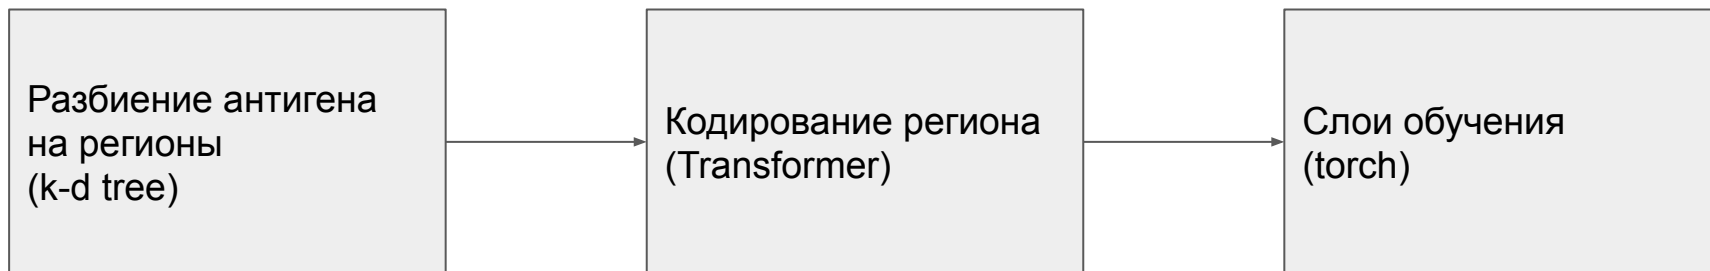 Разбиение антигена
на регионы
(k-d tree)
Кодирование региона
(Transformer)
Слои обучения
(torch)